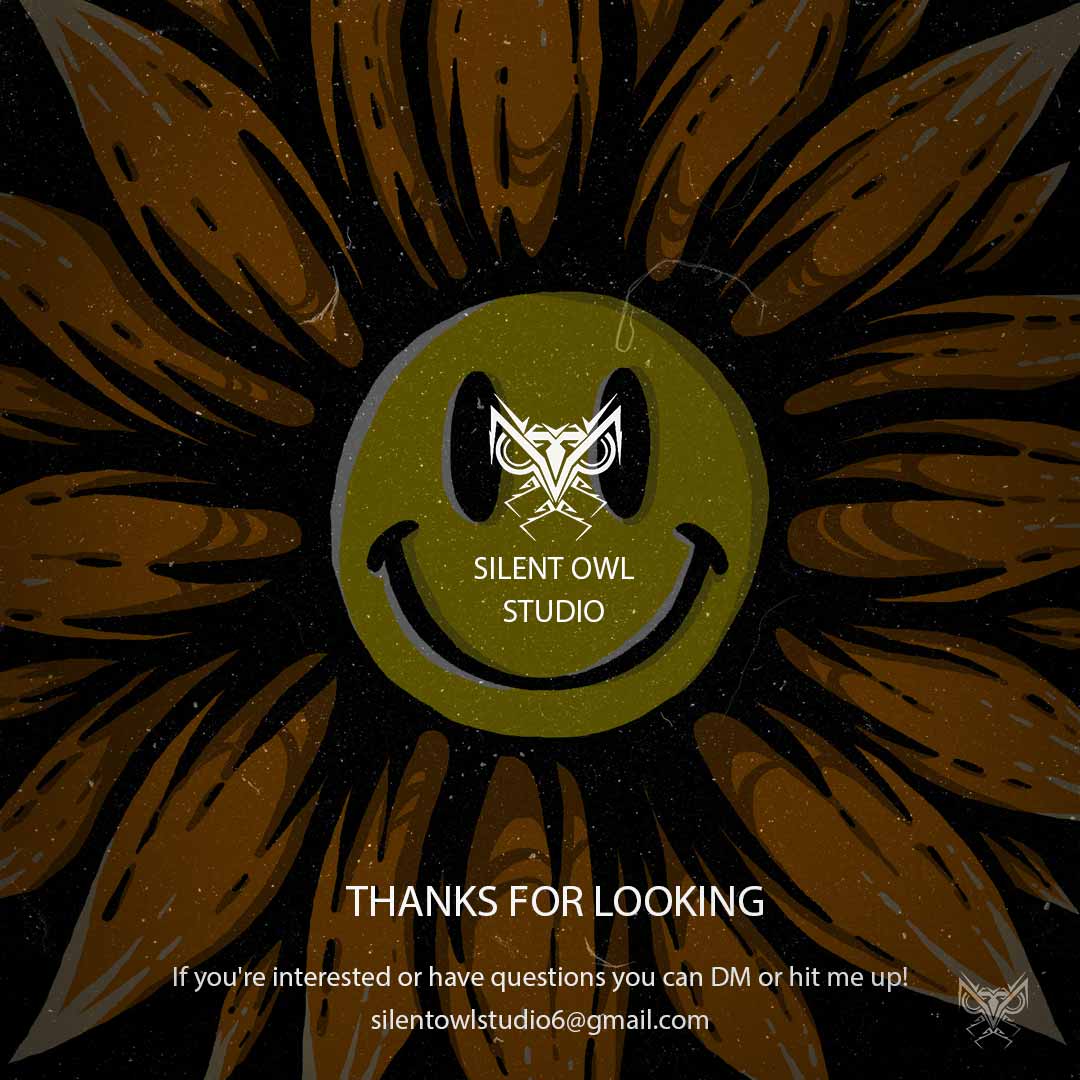 SILENT OWL
STUDIO
THANKS FOR LOOKING
If you're interested or have questions you can DM or hit me up!
silentowlstudio6@gmail.com